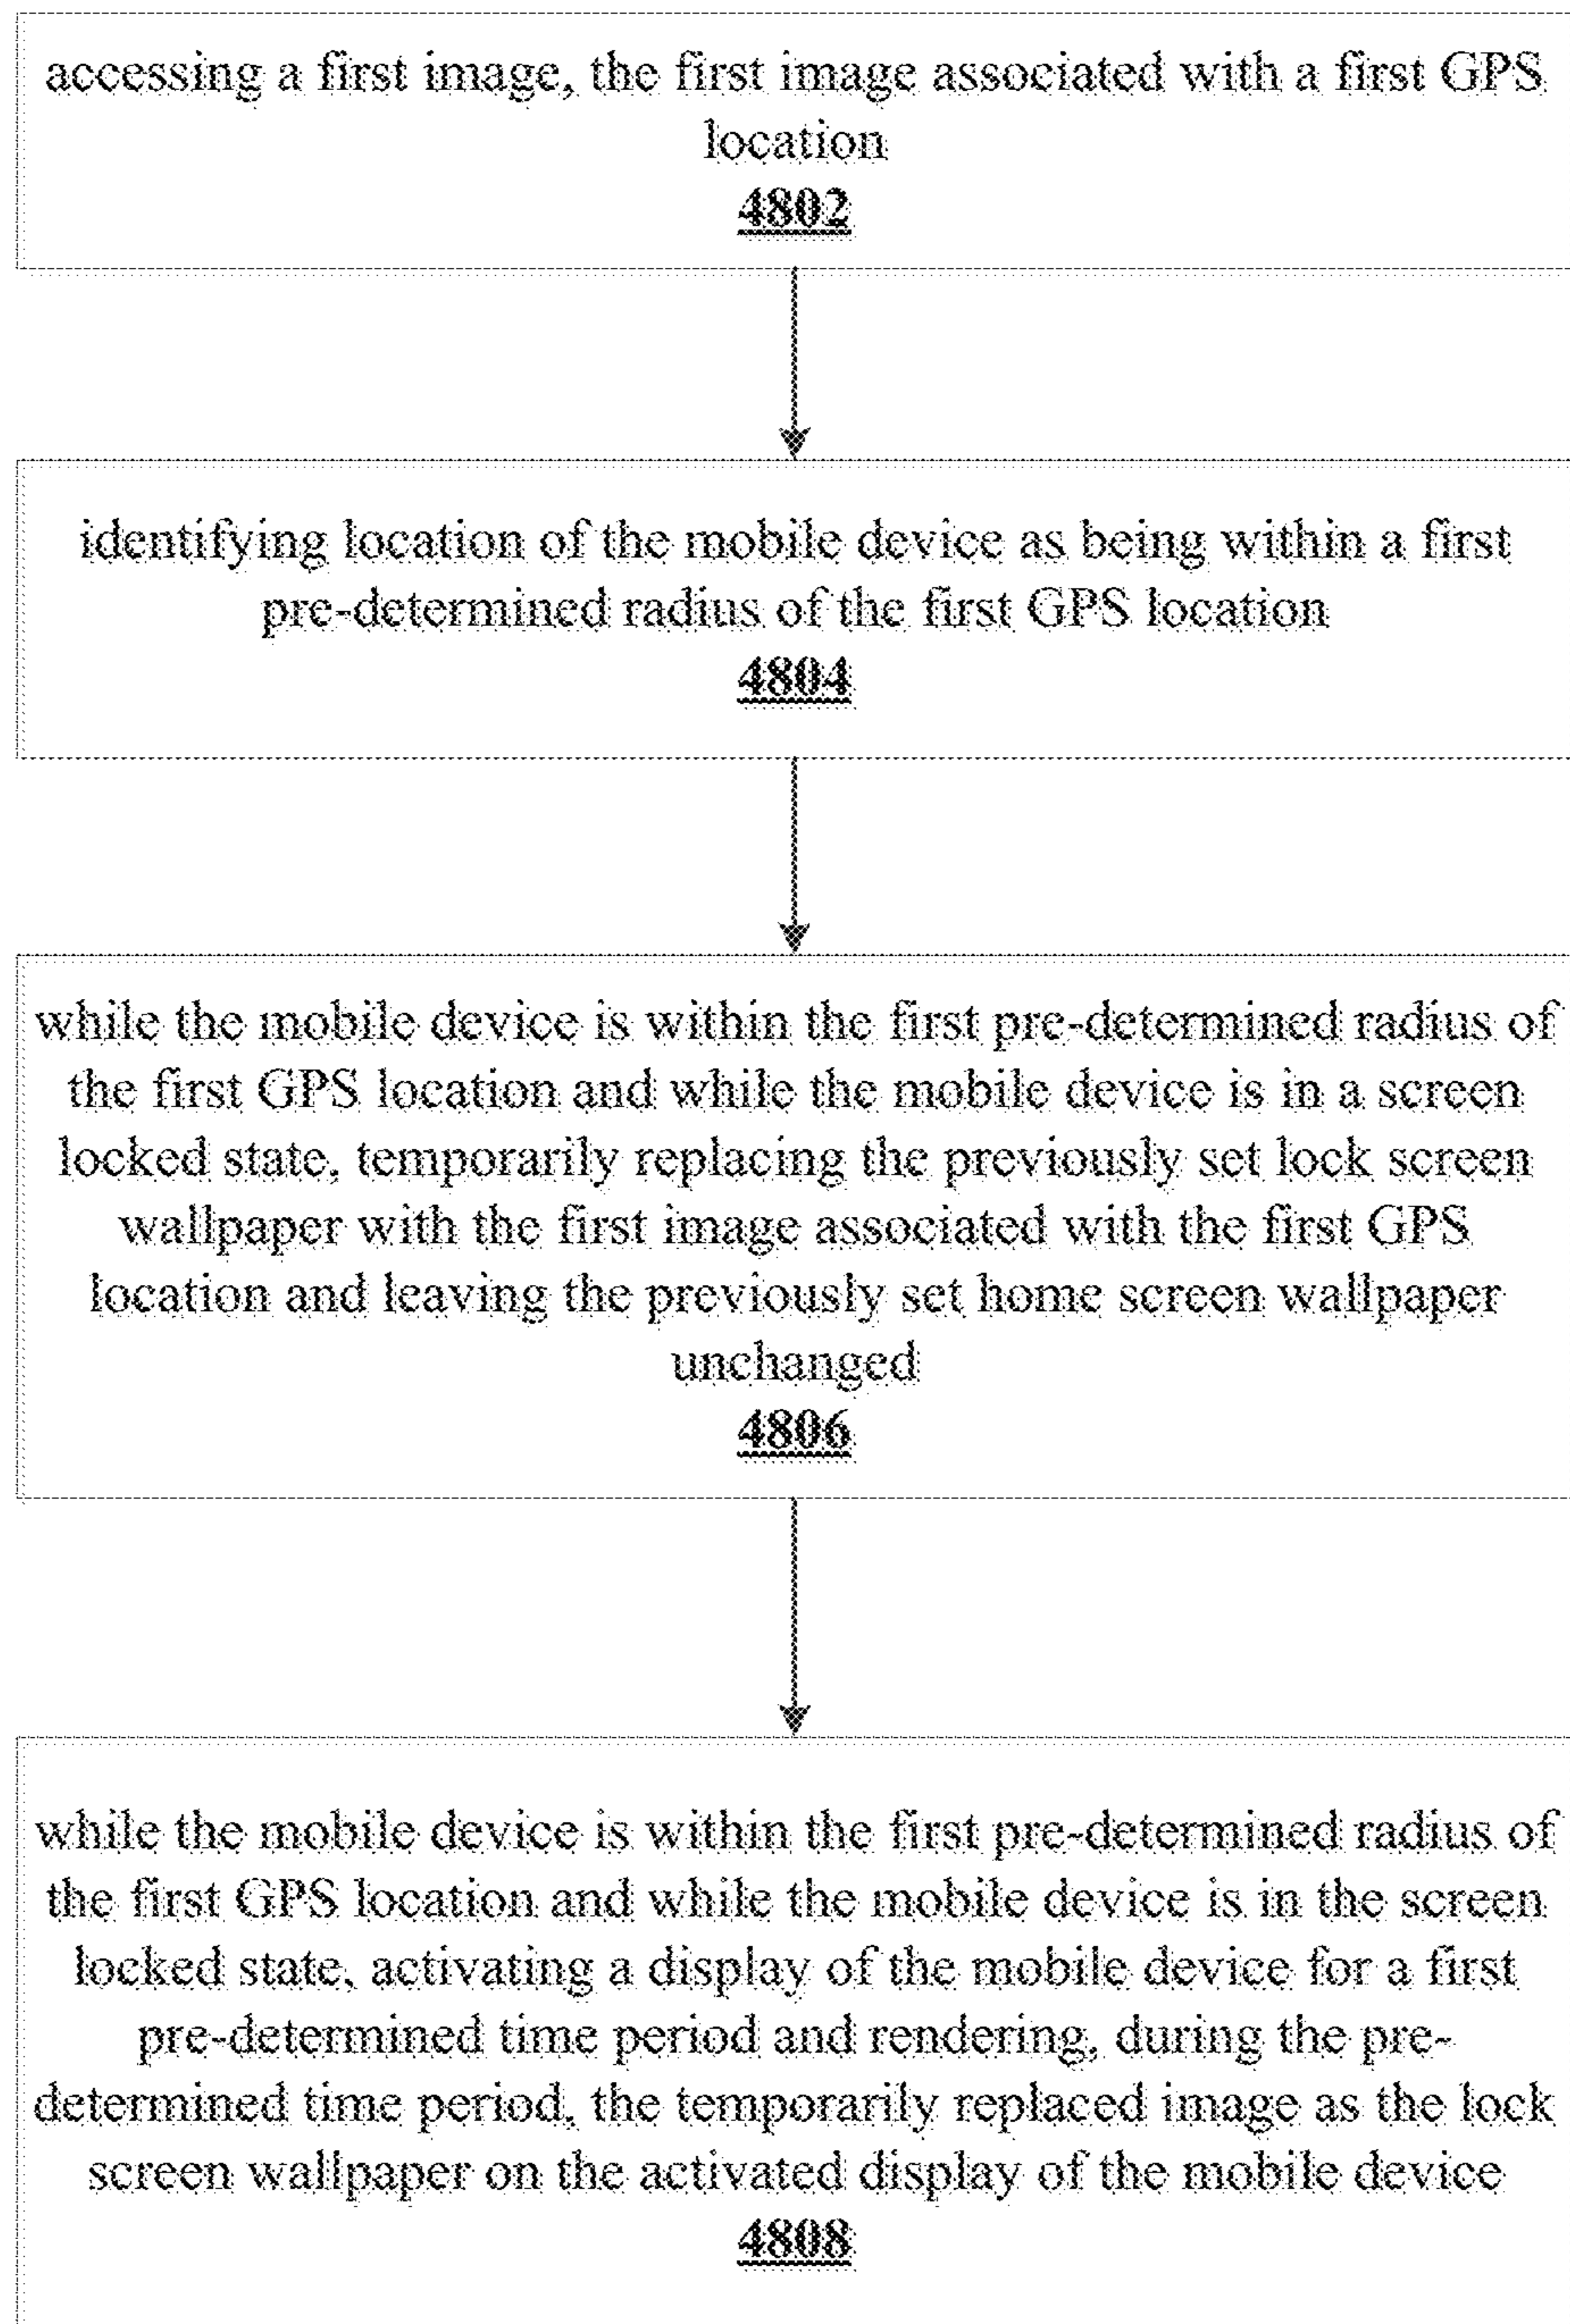 accessing a first image, the first image associated with a first GPS
location
4802
identifying location of the mobile device as being within a first
pre-determined radius of the first GPS location
4804
while the mobile device is within the first pre-determined radius of
the first GPS location and while the mobile device is in a screen
locked state, temporarily replacing the previously set lock screen
wallpaper with the first image associated with the first GPS
location and leaving the previously set home screen wallpaper
unchanged
4806
while the mobile device is within the first pre-determined radius of
the first GPS location and while the mobile device is in the screen
locked state, activating a display of the mobile device for a first
pre-determined time period and rendering, during the pre-
determined time period, the temporarily replaced image as the lock
screen wallpaper on the activated display of the mobile device
4808